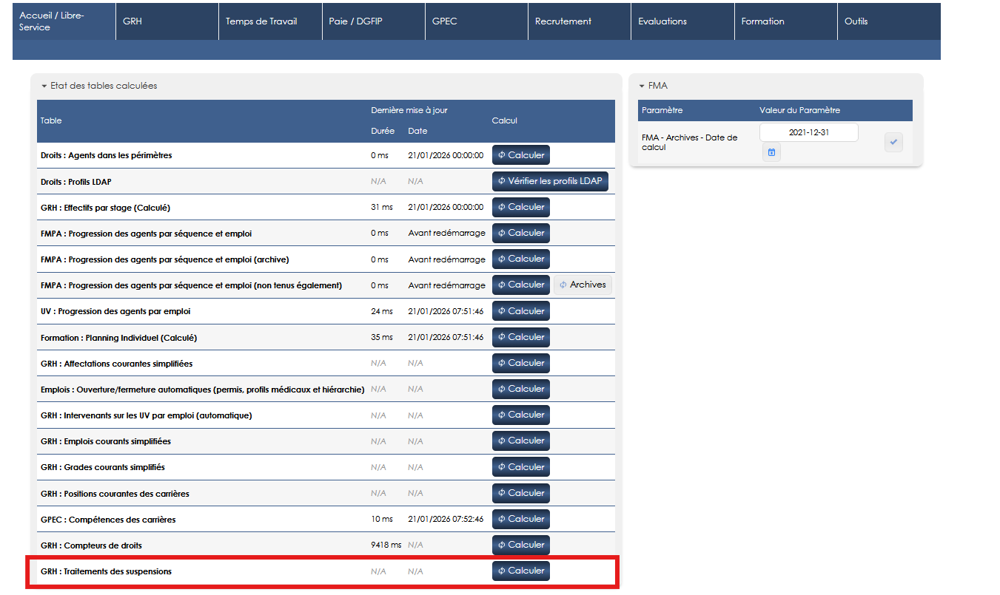 Accueil / Libre-
Service
GRH
Temps de Travail
Paie / DGFIP
GPEC
Recrutement
Evaluations
Formation
Outils
Etat des tables calculées
Table
Dernière mise à jour
Durée
Date
Calcul
Droits : Agents dans les périmètres 0 ms 21/01/2026 00:00:00 Calculer
Droits : Profils LDAP N/A N/A Vérifier les profils LDAP
GRH : Effectifs par stage (Calculé) 31 ms 21/01/2026 00:00:00 Calculer
FMPA : Progression des agents par séquence et emploi 0 ms Avant redémarrage Calculer
FMPA : Progression des agents par séquence et emploi (archive) 0 ms Avant redémarrage Calculer
FMPA : Progression des agents par séquence et emploi (non tenus également) 0 ms Avant redémarrage Calculer Archives
UV : Progression des agents par emploi 24 ms 21/01/2026 07:51:46 Calculer
Formation : Planning Individuel (Calculé) 35 ms 21/01/2026 07:51:46 Calculer
GRH : Affectations courantes simplifiées N/A N/A Calculer
Emplois : Ouverture/fermeture automatiques (permis, profils médicaux et hiérarchie) N/A N/A Calculer
GRH : Intervenants sur les UV par emploi (automatique) N/A N/A Calculer
GRH : Emplois courants simplifiées N/A N/A Calculer
GRH : Grades courants simplifiés N/A N/A Calculer
GRH : Positions courantes des carrières N/A N/A Calculer
GPEC : Compétences des carrières 10 ms 21/01/2026 07:52:46 Calculer
GRH : Compteurs de droits 9418 ms N/A Calculer
GRH : Traitements des suspensions N/A N/A Calculer
FMA
Paramètre Valeur du Paramètre
FMA - Archives - Date de
calcul
2021-12-31